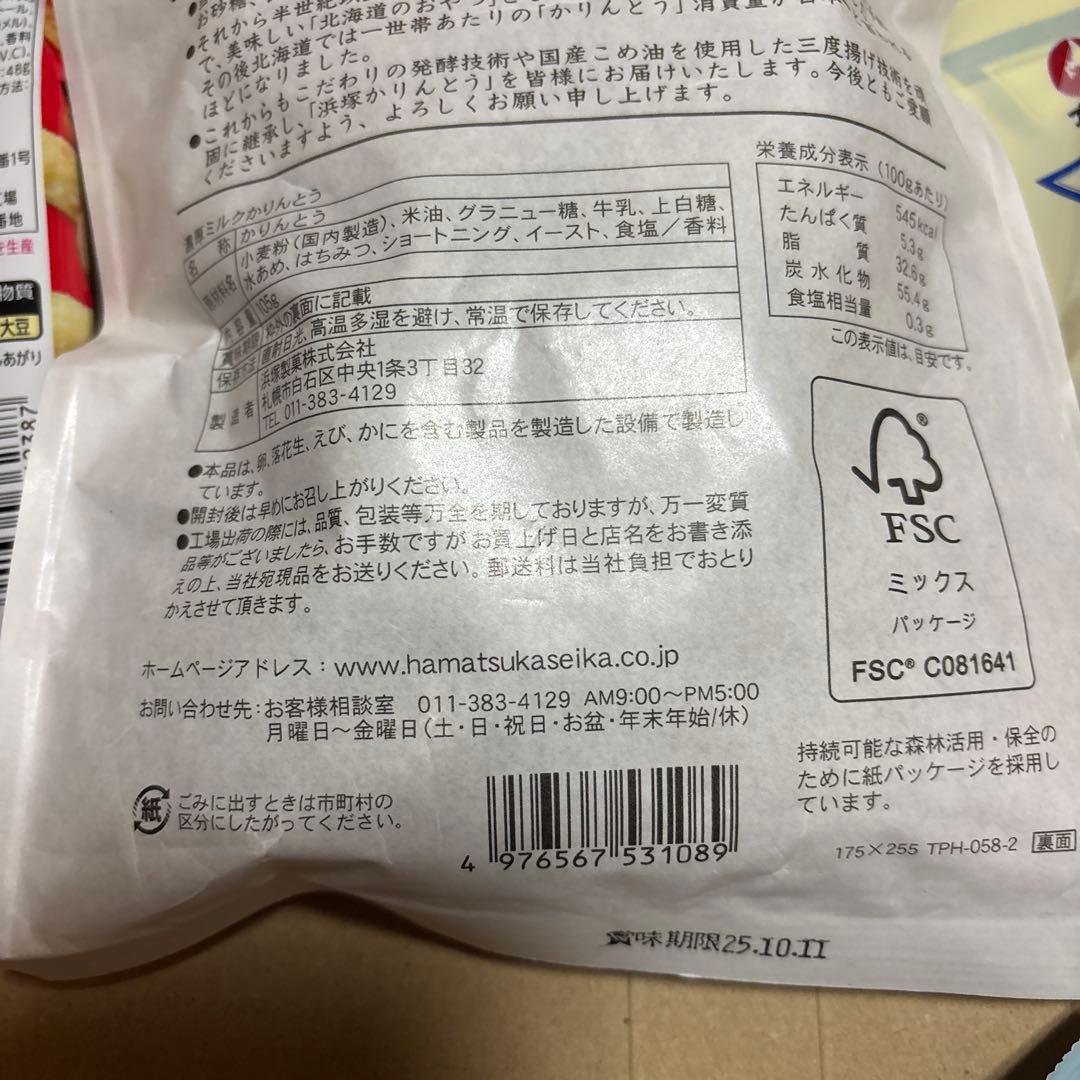 お砂糖、
●それから半世紀以
で、美味しい「北海道のおやつ」と
その後北海道では一世帯あたりの「かりんとう」消費量が
ほどになりました。
●これからもこだわりの発酵技術や国産こめ油を使用した三度揚げ技術を頑
固に継承し、「浜塚かりんとう」を皆様にお届けいたします。今後ともご愛顧
くださいますよう、よろしくお願い申し上げます。
濃厚ミルクかりんとう
名 称 かりんとう
原材料名 小麦粉(国内製造)、米油、グラニュー糖、牛乳、上白糖、
水あめ、はちみつ、ショートニング、イースト、食塩/香料
内容量 105g
賞味期限 枠外の裏面に記載
保存方法 直射日光、高温多湿を避け、常温で保存してください。
製造者 浜塚製菓株式会社
札幌市白石区中央1条3丁目32
TEL 011-383-4129
栄養成分表示(100gあたり)
エネルギー 545kcal
たんぱく質 5.3g
脂質 32.6g
炭水化物 55.4g
食塩相当量 0.3g
この表示値は、目安です。
●本品は、卵、落花生、えび、かにを含む製品を製造した設備で製造し
ています。
●開封後は早めにお召し上がりください。
●工場出荷の際には、品質、包装等万全を期しておりますが、万一変質
品等がございましたら、お手数ですがお買上げ日と店名をお書き添
えの上、当社宛現品をお送りください。郵送料は当社負担でおとり
かえさせて頂きます。
FSC®
ミックス
パッケージ
FSC® C081641
ホームページアドレス：www.hamatsukaseika.co.jp
お問い合わせ先：お客様相談室 011-383-4129 AM9:00〜PM5:00
月曜日〜金曜日(土・日・祝日・お盆・年末年始/休)
持続可能な森林活用・保全の
ために紙パッケージを採用し
ています。
紙
ごみに出すときは市町村の
区分にしたがってください。
4 976567 531089
175×255 TPH-058-2 裏面
賞味期限25.10.11
香料
V.C)
:48g
方法:
番1号
工場
番地
を生産
物質
大豆
しあがり